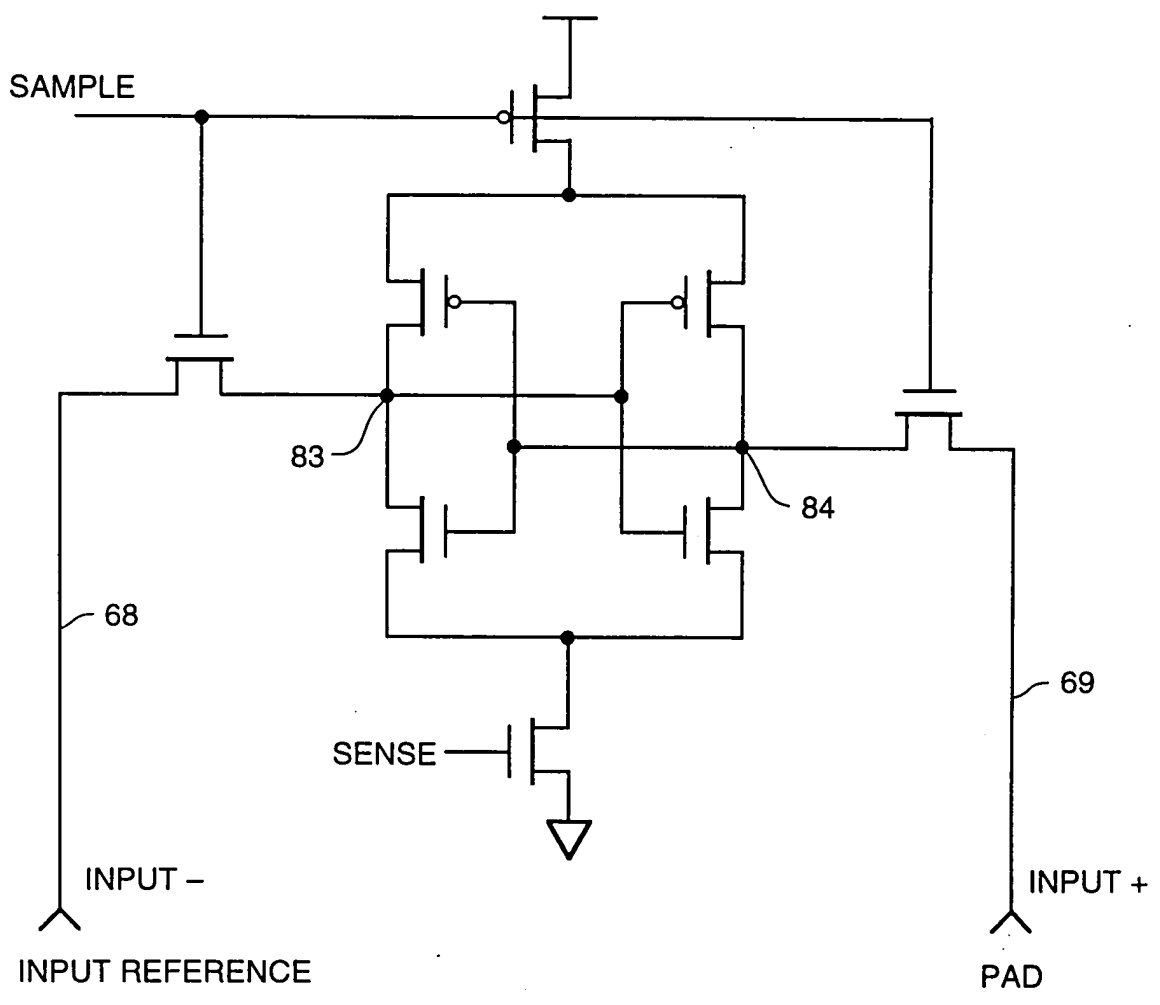 SAMPLE
83
84
68
69
SENSE
INPUT –
INPUT +
INPUT REFERENCE
PAD